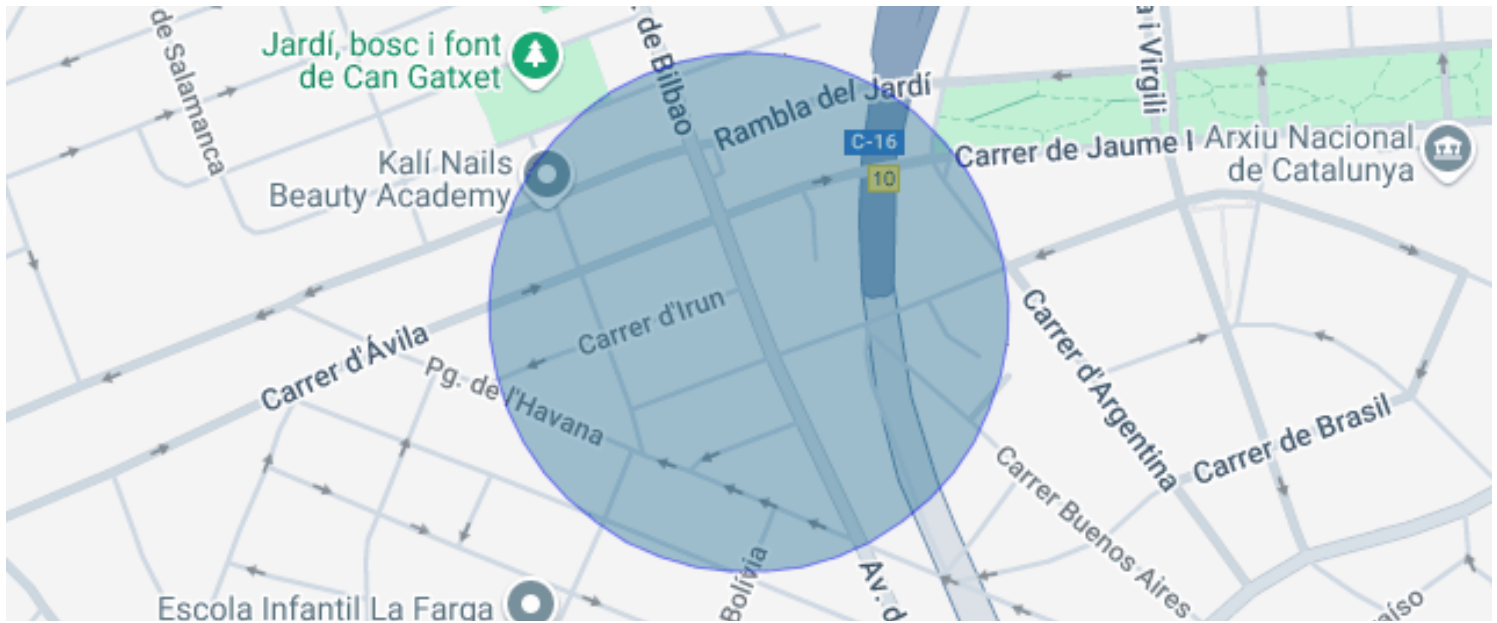 de Salamanca
Jardí, bosc i font
de Can Gatxet
. de Bilbao
Rambla del Jardí
a i Virgili
C-16
10
Carrer de Jaume I
Arxiu Nacional
de Catalunya
Kalí Nails
Beauty Academy
Carrer d'Irun
Carrer d'Ávila
Pg. de l'Havana
Carrer d'Argentina
Carrer de Brasil
Carrer Buenos Aires
Bolívia
Av. d
Escola Infantil La Farga
aíso